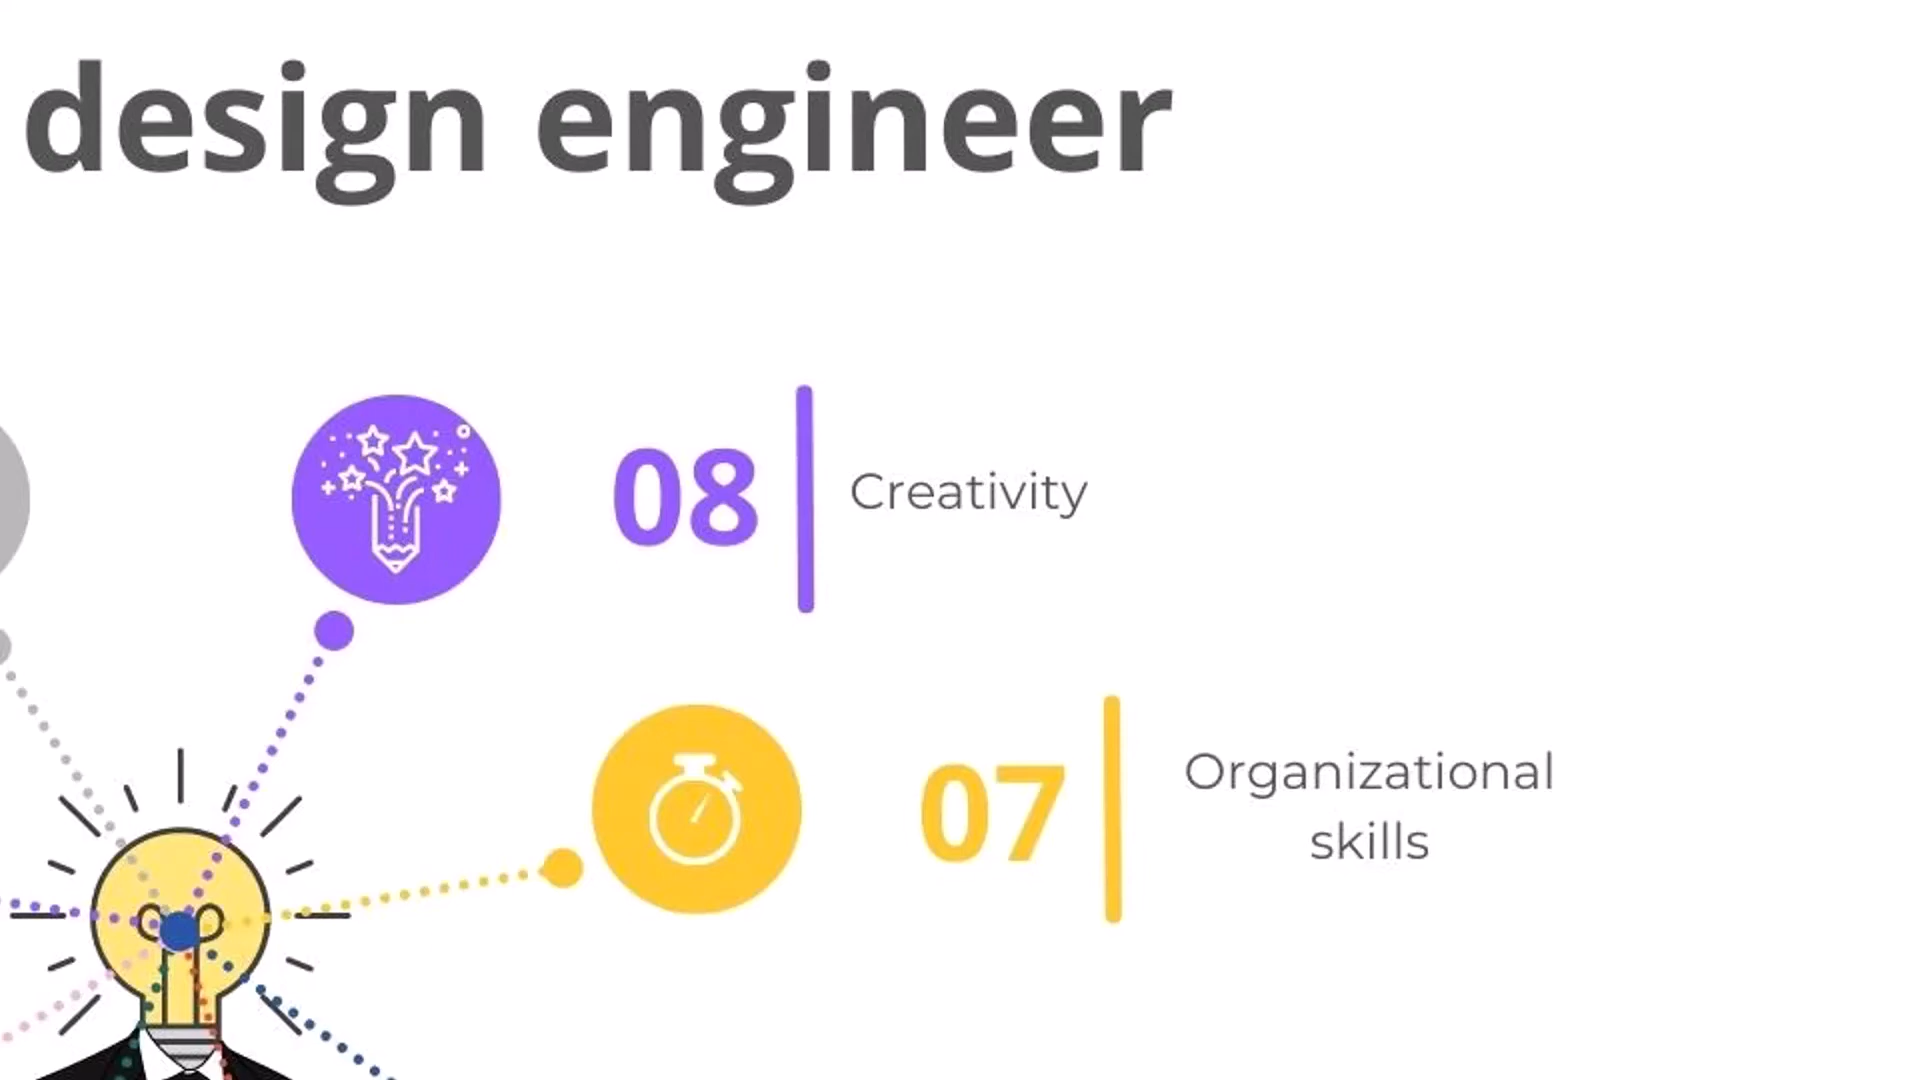 design engineer
08
Creativity
07
Organizational
skills